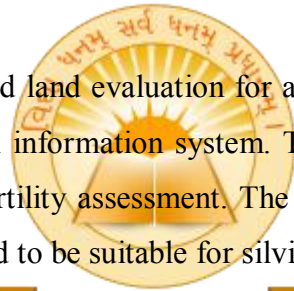 વિદ્યા ધનમ્ સર્વ ધનમ્ પ્રધાનમ્ ।
d land evaluation for a
information system. T
rtility assessment. The
d to be suitable for silvi